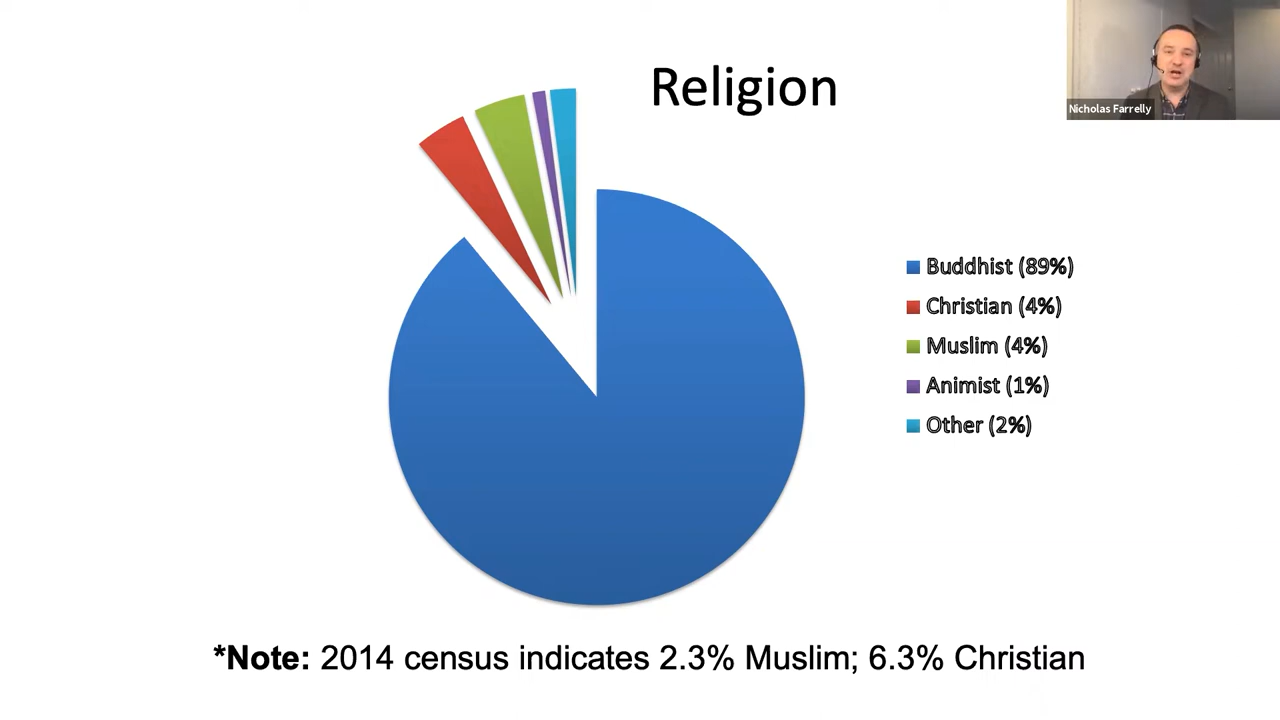 Religion
Nicholas Farrelly
Buddhist (89%)
Christian (4%)
Muslim (4%)
Animist (1%)
Other (2%)
*Note: 2014 census indicates 2.3% Muslim; 6.3% Christian